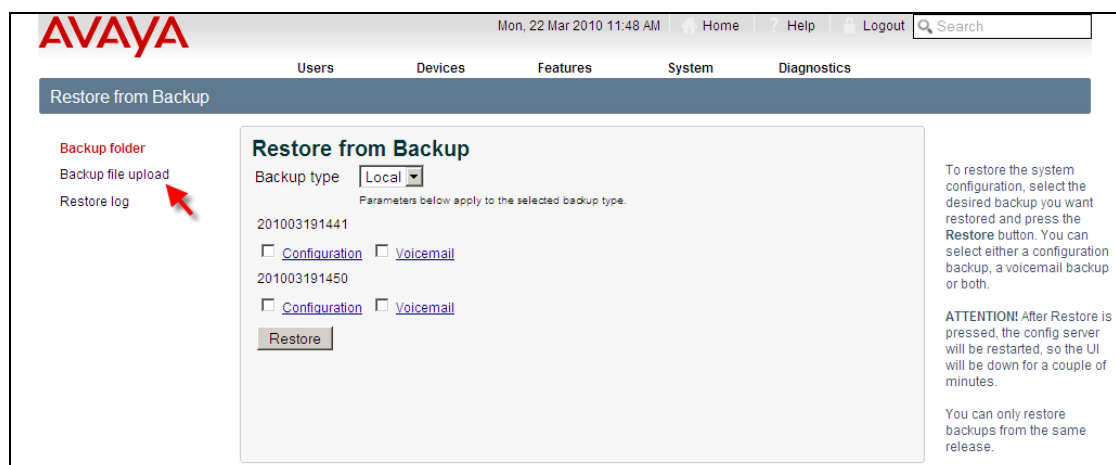 AVAYA
Mon, 22 Mar 2010 11:48 AM Home ? Help Logout Search
Users Devices Features System Diagnostics
Restore from Backup
Backup folder
Backup file upload
Restore log
Restore from Backup
Backup type Local
Parameters below apply to the selected backup type.
201003191441
Configuration Voicemail
201003191450
Configuration Voicemail
Restore
To restore the system
configuration, select the
desired backup you want
restored and press the
Restore button. You can
select either a configuration
backup, a voicemail backup
or both.
ATTENTION! After Restore is
pressed, the config server
will be restarted, so the UI
will be down for a couple of
minutes.
You can only restore
backups from the same
release.